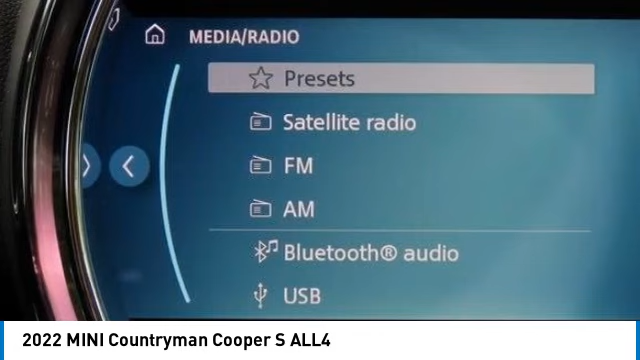 MEDIA/RADIO
Presets
Satellite radio
FM
AM
Bluetooth® audio
USB
2022 MINI Countryman Cooper S ALL4